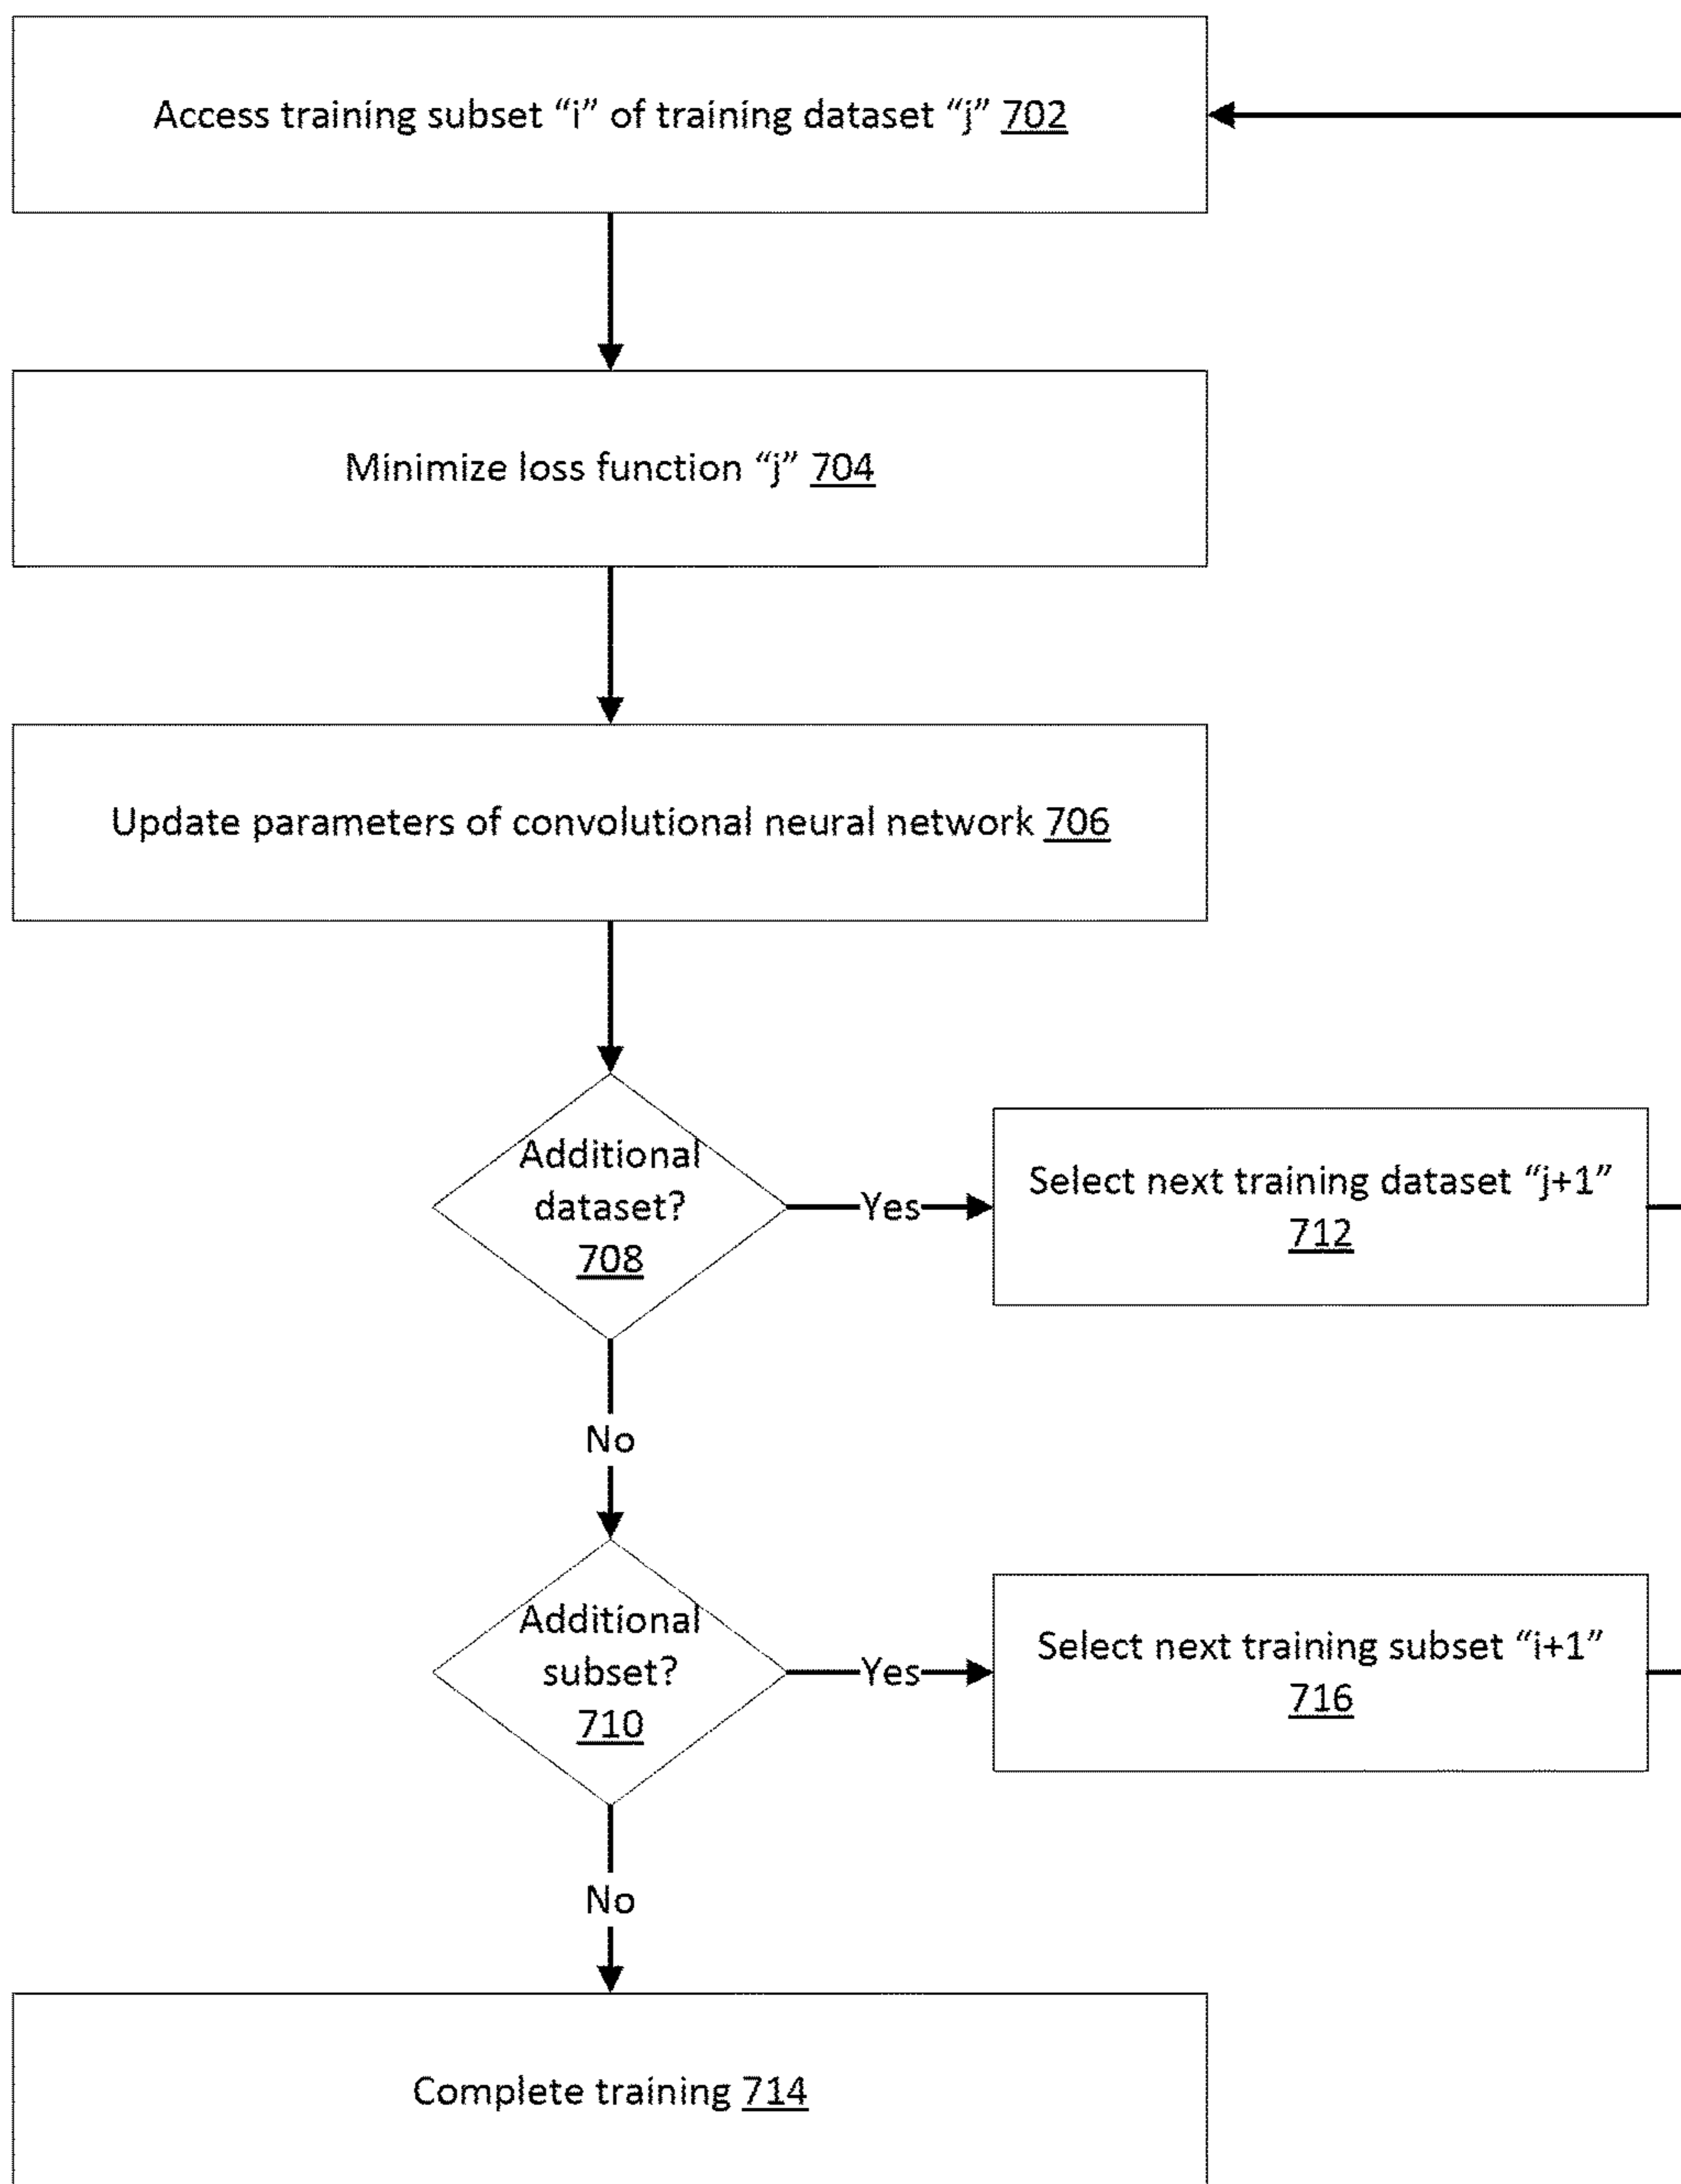 Access training subset “i” of training dataset “j” 702
Minimize loss function “j” 704
Update parameters of convolutional neural network 706
Additional
dataset?
708
Yes
Select next training dataset “j+1”
712
No
Additional
subset?
710
Yes
Select next training subset “i+1”
716
No
Complete training 714